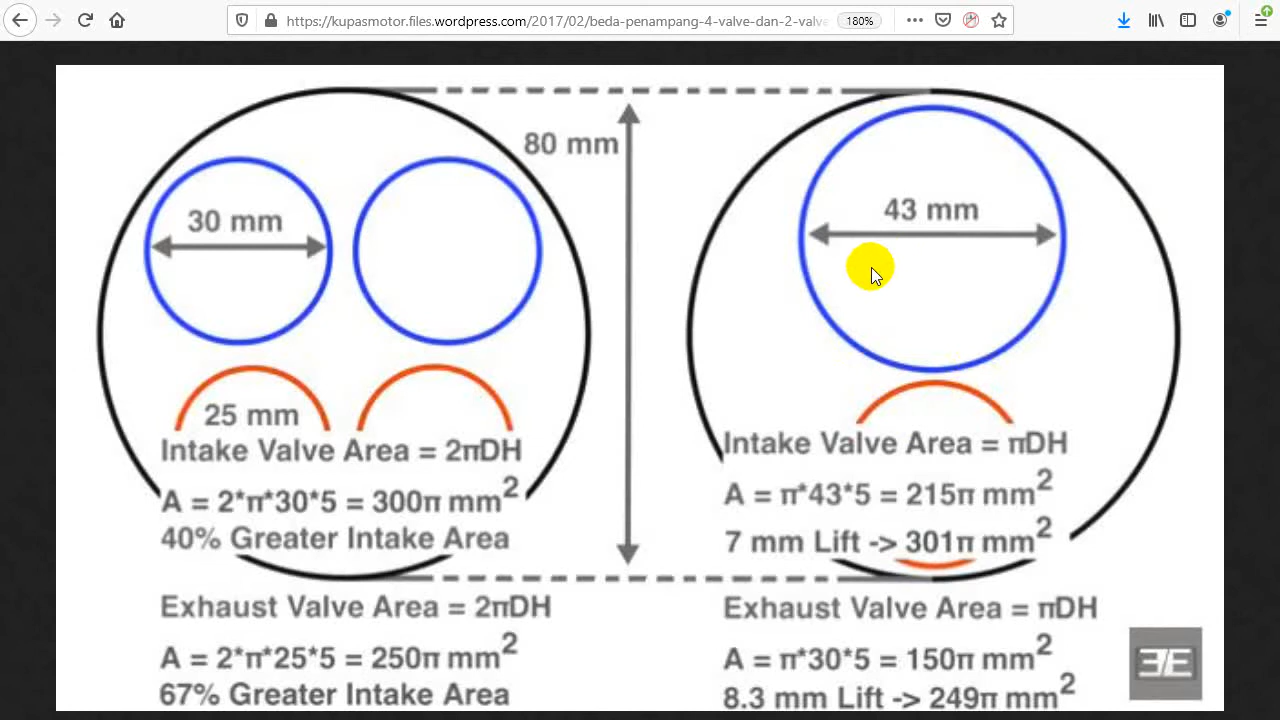 https://kupasmotor.files.wordpress.com/2017/02/beda-penampang-4-valve-dan-2-valve
180%
80 mm
30 mm
43 mm
25 mm
Intake Valve Area = 2πDH
A = 2*π*30*5 = 300π mm²
40% Greater Intake Area
Exhaust Valve Area = 2πDH
A = 2*π*25*5 = 250π mm²
67% Greater Intake Area
Intake Valve Area = πDH
A = π*43*5 = 215π mm²
7 mm Lift -> 301π mm²
Exhaust Valve Area = πDH
A = π*30*5 = 150π mm²
8.3 mm Lift -> 249π mm²